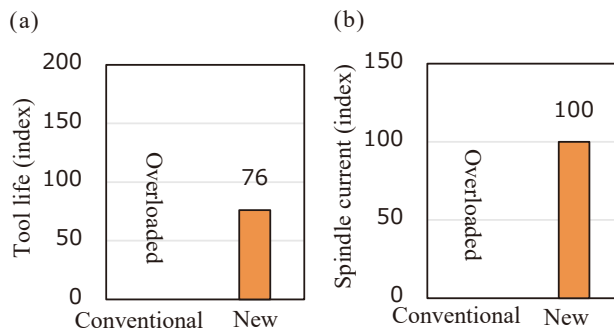 (a)
Tool life (index)
200
150
100
50
0
Overloaded
76
Conventional
New
(b)
Spindle current (index)
150
100
50
0
Overloaded
100
Conventional
New